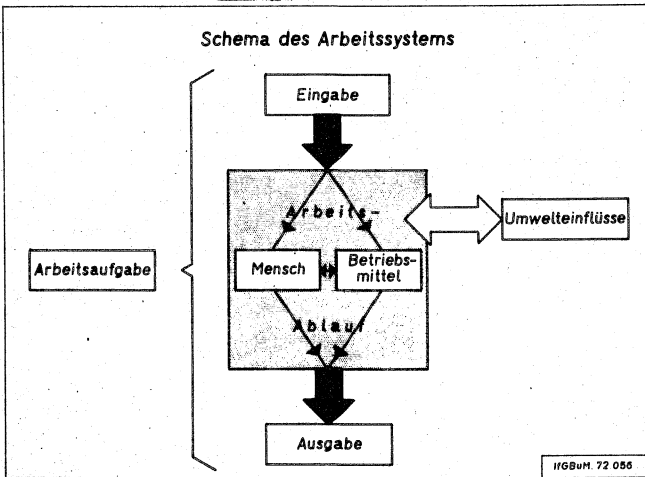 Schema des Arbeitssystems
Eingabe
Arbeits-
Umwelteinflüsse
Arbeitsaufgabe
Mensch
Betriebs-
mittel
Ablauf
Ausgabe
IfGBuM. 72 056